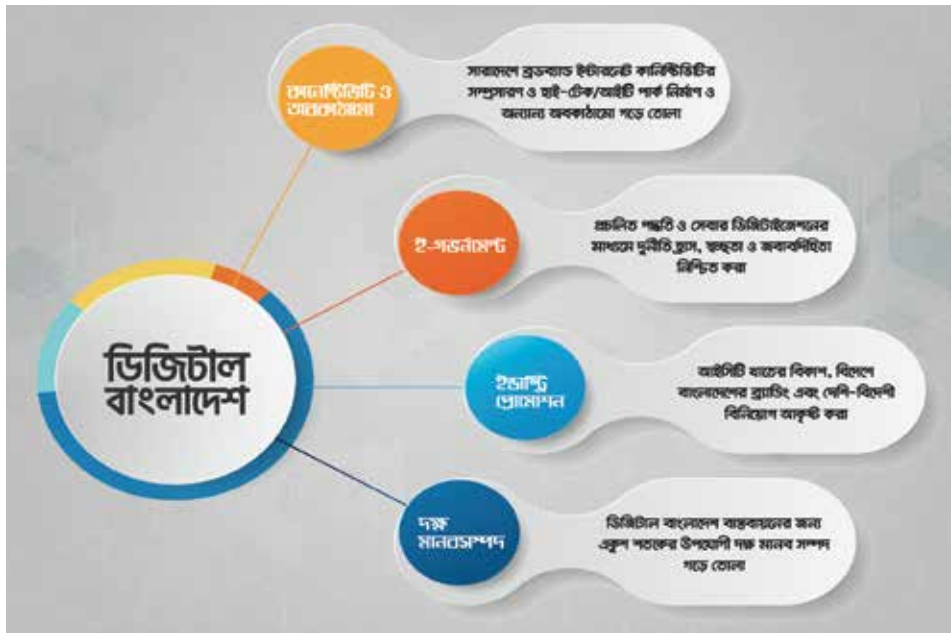 ডিজিটাল
বাংলাদেশ
কানেক্টিভিটি ও
অবকাঠামো
সারাদেশে ব্রডব্যান্ড ইন্টারনেট কানেক্টিভিটির
সম্প্রসারণ ও হাই-টেক/আইটি পার্ক নির্মাণ ও
অন্যান্য অবকাঠামো গড়ে তোলা
ই-গভর্নমেন্ট
প্রচলিত পদ্ধতি ও সেবার ডিজিটাইজেশনের
মাধ্যমে দুর্নীতি হ্রাস, স্বচ্ছতা ও জবাবদিহিতা
নিশ্চিত করা
ইন্ডাস্ট্রি
প্রোমোশন
আইসিটি খাতের বিকাশ, বিদেশে
বাংলাদেশের ব্র্যান্ডিং এবং দেশি-বিদেশী
বিনিয়োগ আকৃষ্ট করা
দক্ষ
মানবসম্পদ
ডিজিটাল বাংলাদেশ বাস্তবায়নের জন্য
একুশ শতকের উপযোগী দক্ষ মানব সম্পদ
গড়ে তোলা